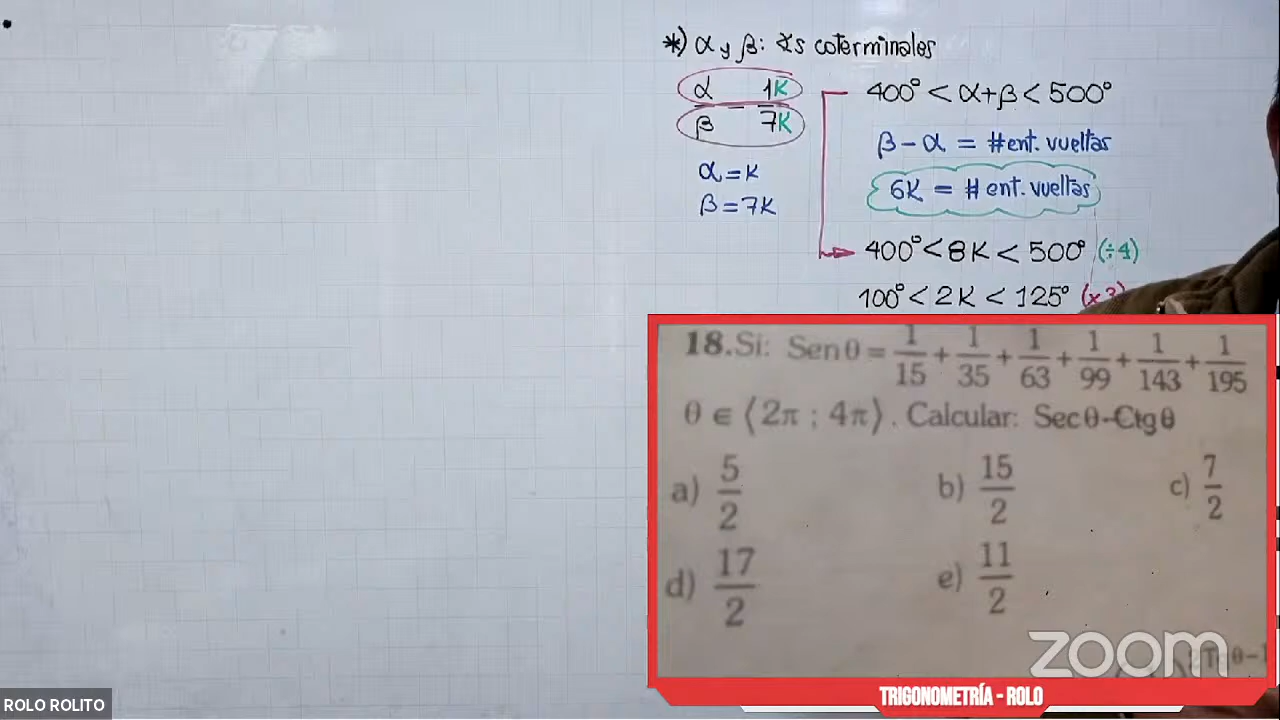 *) α y β: ∡s coterminales
α 1K
β 7K
α = K
β = 7K
400° < α+β < 500°
β - α = #ent. vueltas
6K = # ent. vueltas
400° < 8K < 500° (÷4)
100° < 2K < 125° (x3)
18. Si: Senθ = 1/15 + 1/35 + 1/63 + 1/99 + 1/143 + 1/195
θ ∈ ⟨2π ; 4π⟩. Calcular: Secθ-Ctgθ
a) 5/2 b) 15/2 c) 7/2
d) 17/2 e) 11/2
zoom
TRIGONOMETRÍA - ROLO
ROLO ROLITO